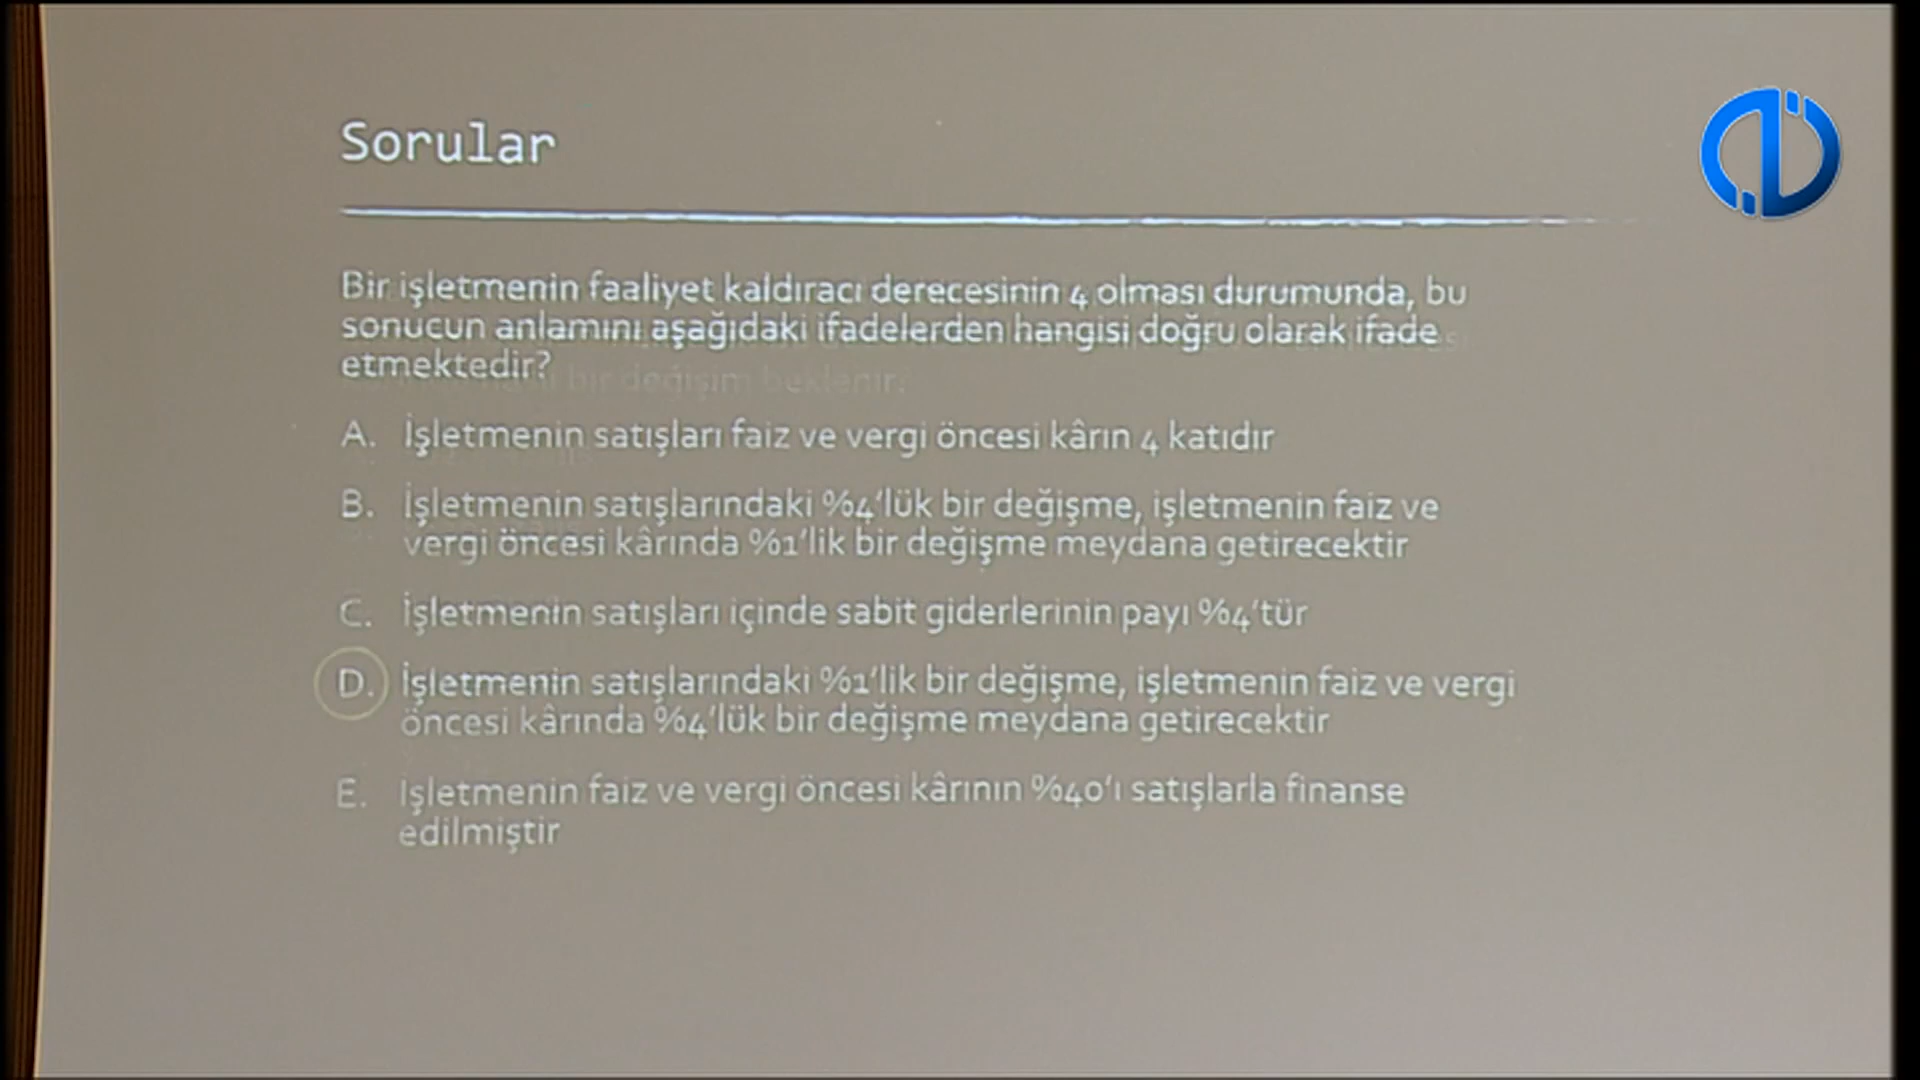 Sorular
Bir işletmenin faaliyet kaldıracı derecesinin 4 olması durumunda, bu
sonucun anlamını aşağıdaki ifadelerden hangisi doğru olarak ifade
etmektedir?
bir değişim beklenir?
A. İşletmenin satışları faiz ve vergi öncesi kârın 4 katıdır
B. İşletmenin satışlarındaki %4'lük bir değişme, işletmenin faiz ve
vergi öncesi kârında %1'lik bir değişme meydana getirecektir
C. İşletmenin satışları içinde sabit giderlerinin payı %4'tür
D. İşletmenin satışlarındaki %1'lik bir değişme, işletmenin faiz ve vergi
öncesi kârında %4'lük bir değişme meydana getirecektir
E. İşletmenin faiz ve vergi öncesi kârının %40'ı satışlarla finanse
edilmiştir